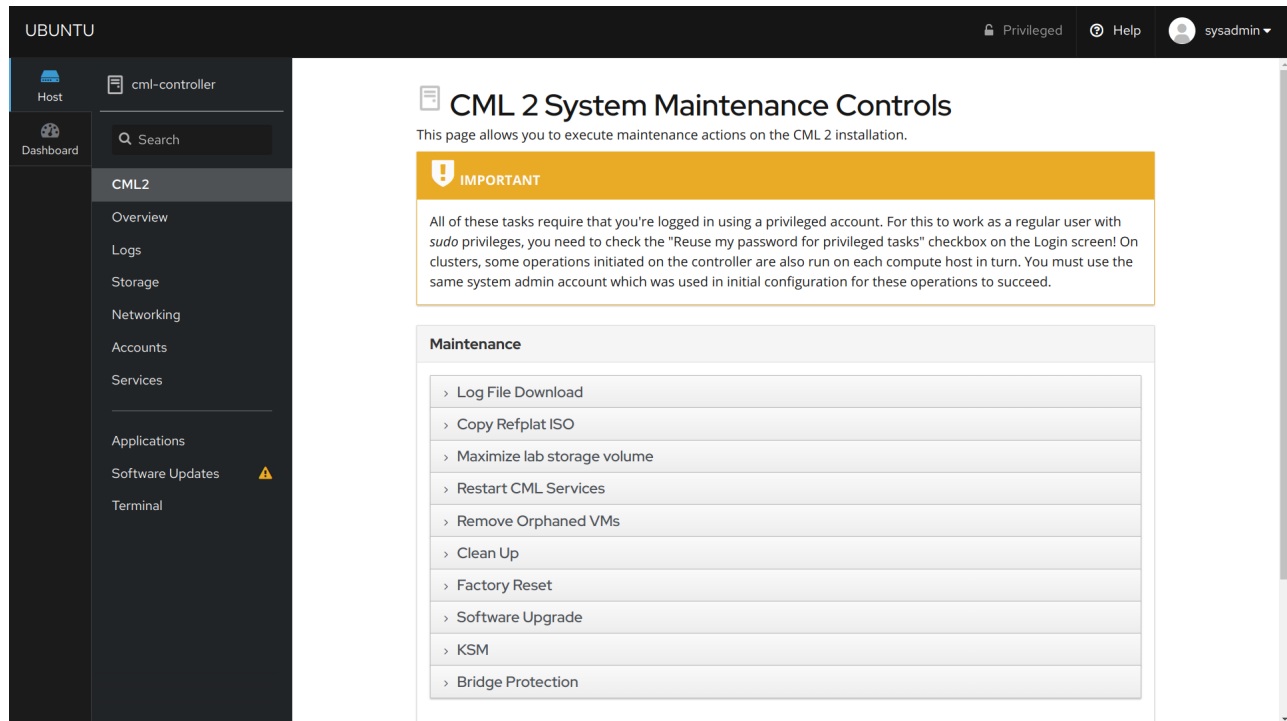 UBUNTU
Privileged
Help
sysadmin
Host
Dashboard
cml-controller
Search
CML2
Overview
Logs
Storage
Networking
Accounts
Services
Applications
Software Updates
Terminal
CML 2 System Maintenance Controls
This page allows you to execute maintenance actions on the CML 2 installation.
IMPORTANT
All of these tasks require that you're logged in using a privileged account. For this to work as a regular user with
sudo privileges, you need to check the "Reuse my password for privileged tasks" checkbox on the Login screen! On
clusters, some operations initiated on the controller are also run on each compute host in turn. You must use the
same system admin account which was used in initial configuration for these operations to succeed.
Maintenance
Log File Download
Copy Refplat ISO
Maximize lab storage volume
Restart CML Services
Remove Orphaned VMs
Clean Up
Factory Reset
Software Upgrade
KSM
Bridge Protection